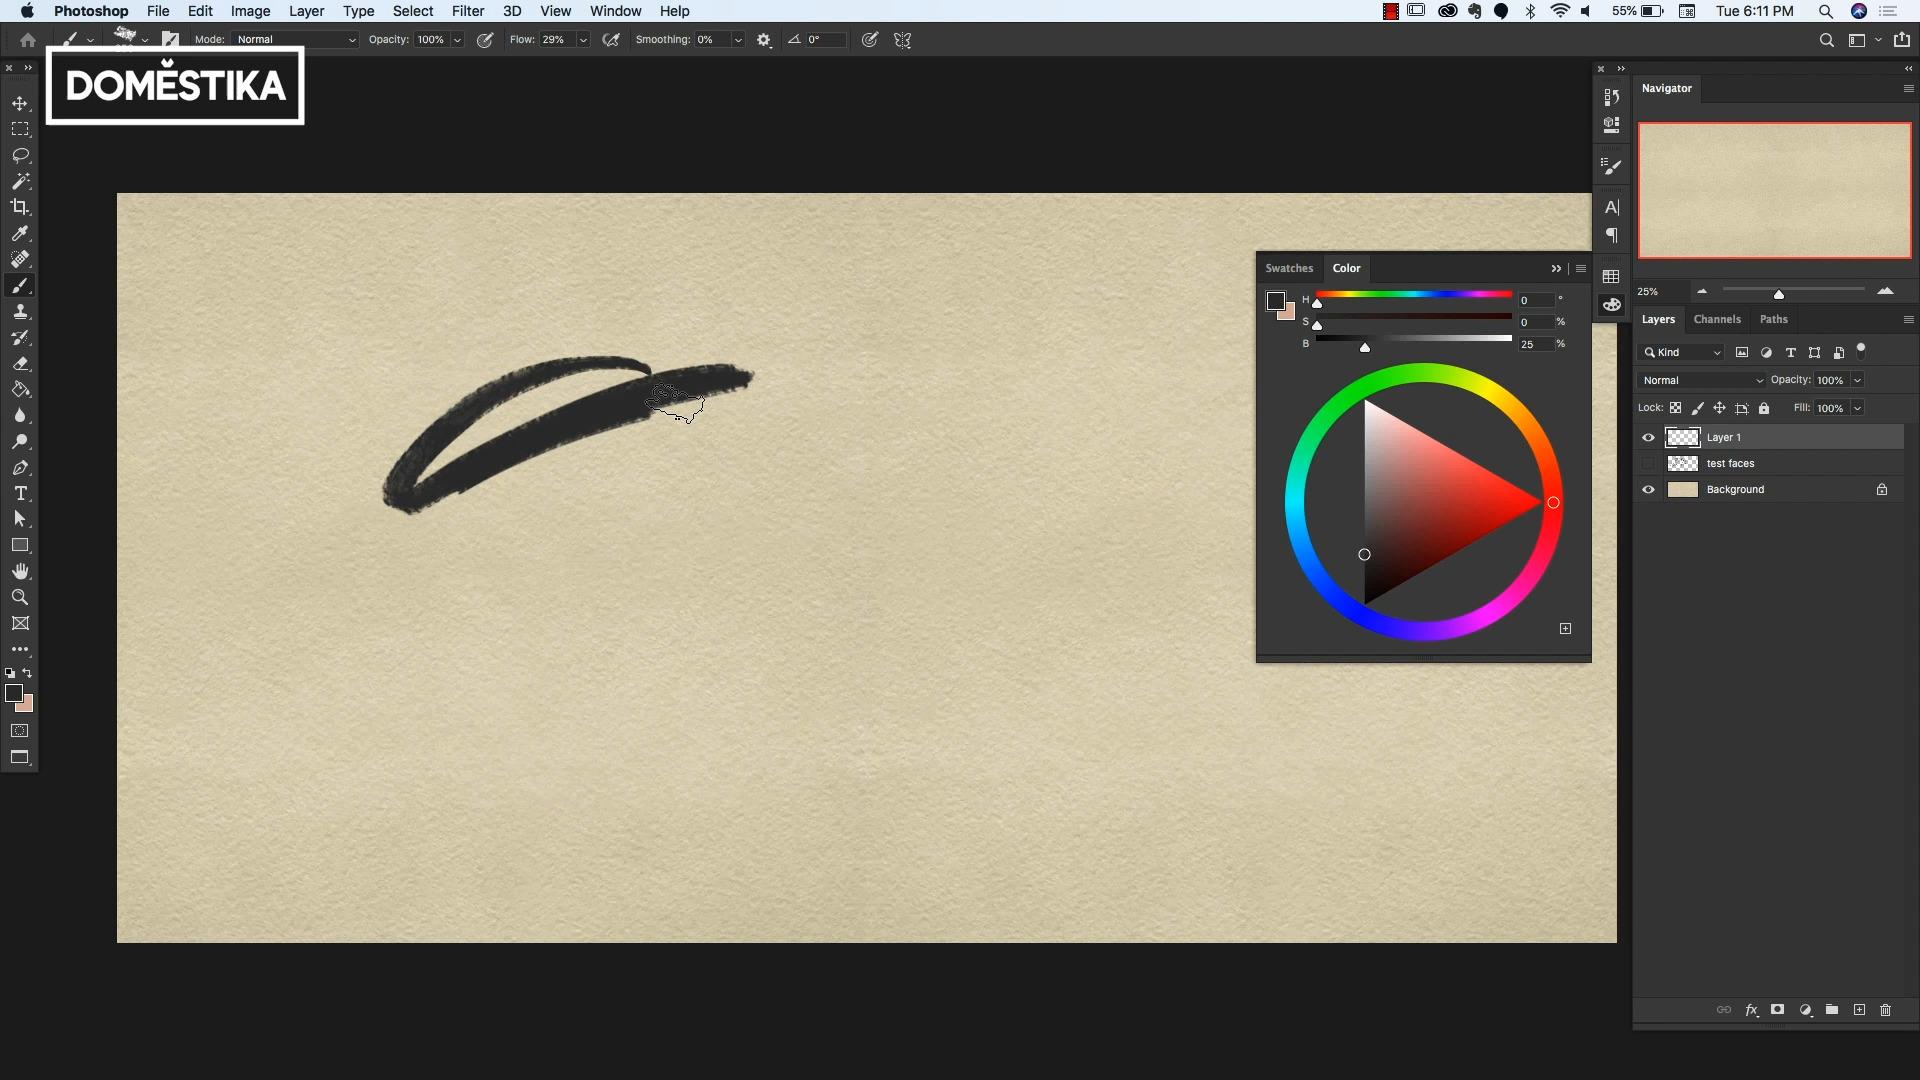 Photoshop File Edit Image Layer Type Select Filter 3D View Window Help 55% Tue 6:11 PM
Mode: Normal Opacity: 100% Flow: 29% Smoothing: 0% 0°
DOMESTIKA
Navigator
25%
Swatches Color
H 0 °
S 0 %
B 25 %
Layers Channels Paths
Kind
Normal Opacity: 100%
Lock: Fill: 100%
Layer 1
test faces
Background